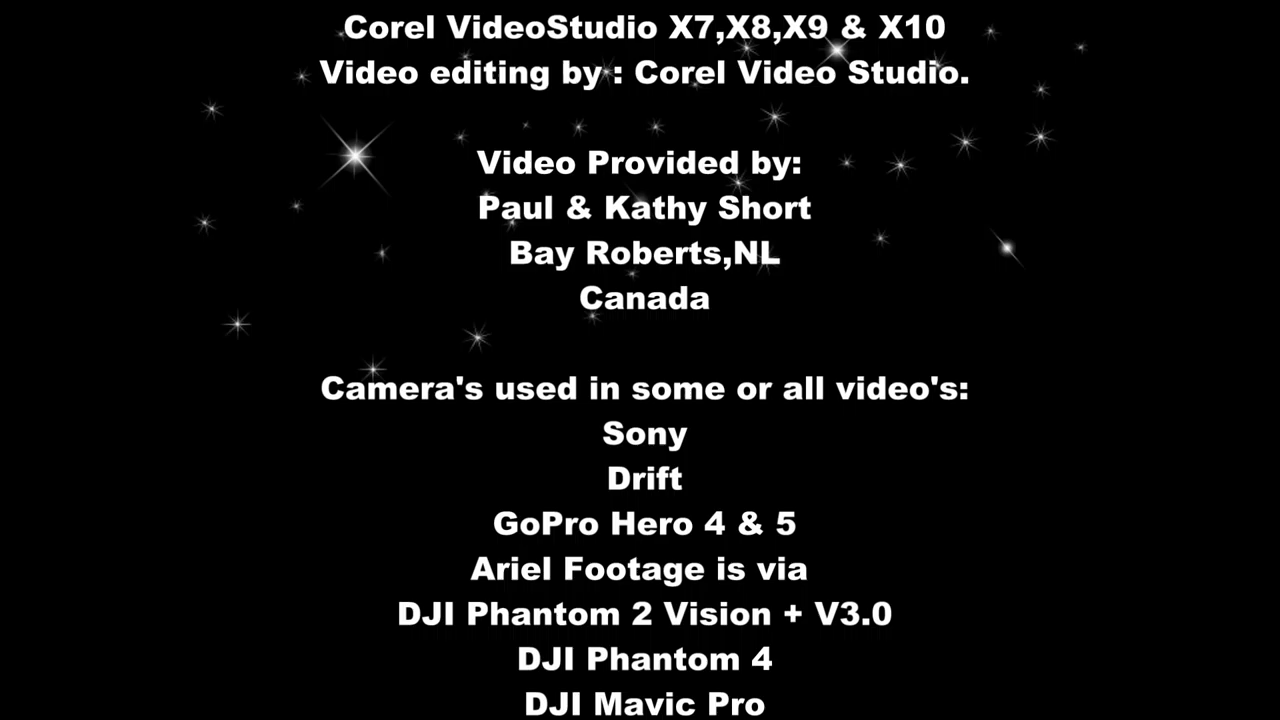 Corel VideoStudio X7,X8,X9 & X10
Video editing by : Corel Video Studio.
Video Provided by:
Paul & Kathy Short
Bay Roberts,NL
Canada
Camera's used in some or all video's:
Sony
Drift
GoPro Hero 4 & 5
Ariel Footage is via
DJI Phantom 2 Vision + V3.0
DJI Phantom 4
DJI Mavic Pro